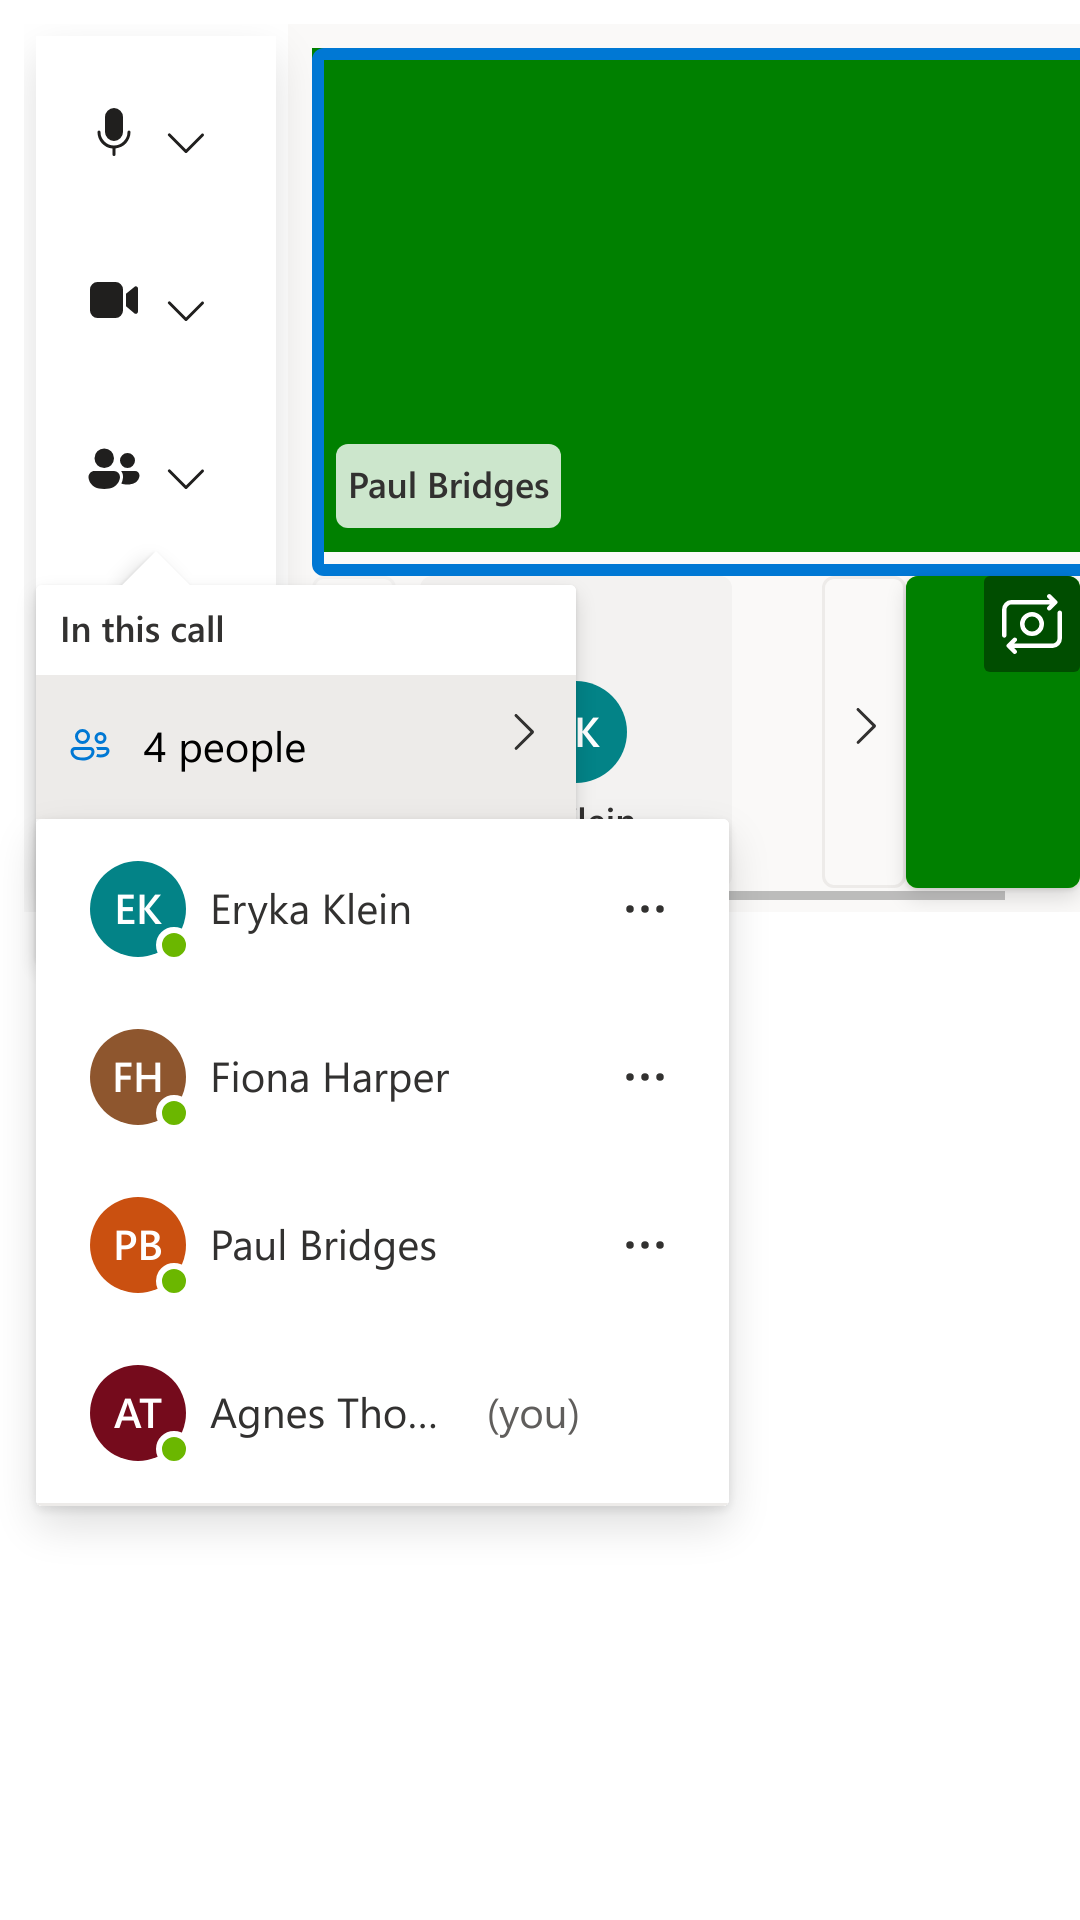 Paul Bridges
In this call
4 people
K
EK Eryka Klein
FH Fiona Harper
PB Paul Bridges
AT Agnes Tho... (you)